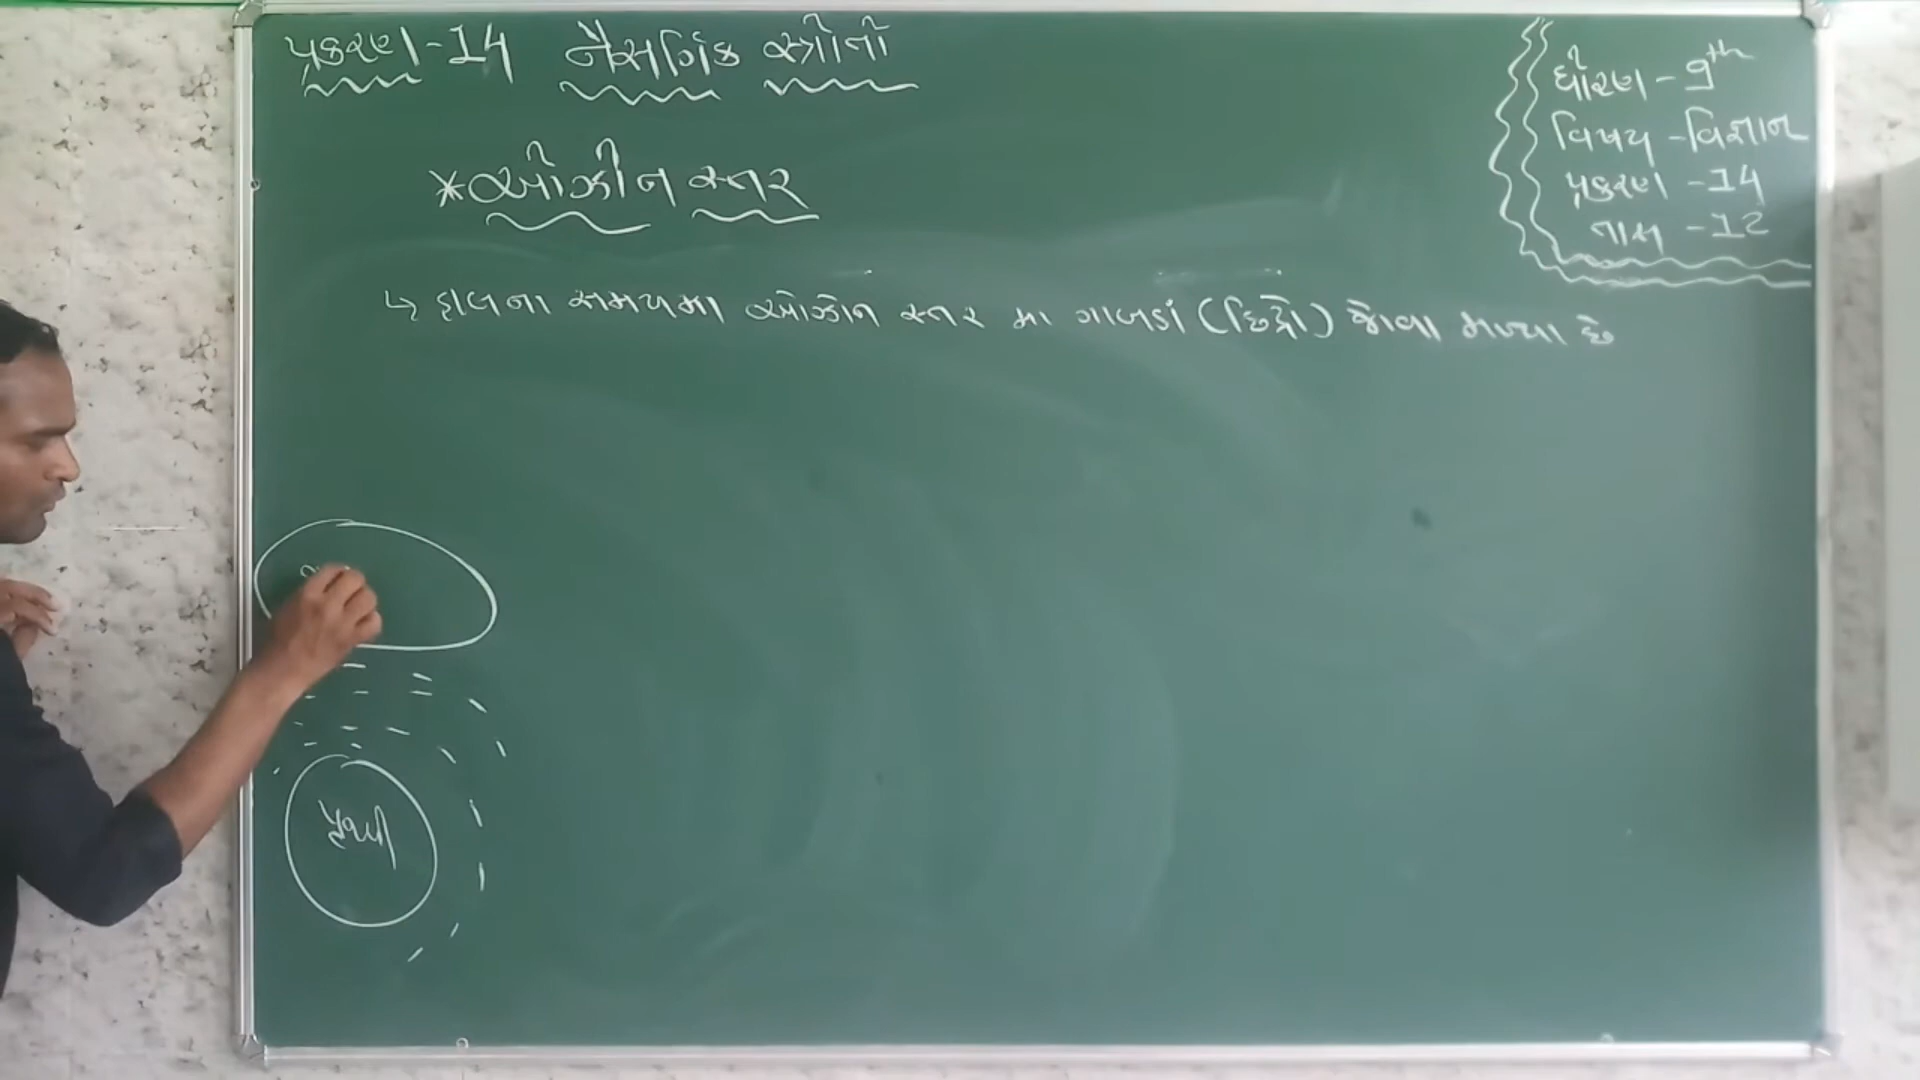 પ્રકરણ-14 નૈસર્ગિક સ્ત્રોતો
ધોરણ - 9th
વિષય - વિજ્ઞાન
પ્રકરણ - 14
તાસ - 12
*ઓઝોન સ્તર
↳ હાલના સમયમા ઓઝોન સ્તર મા ગાબડાં (છિદ્રો) જોવા મળ્યા છે
પૃથ્વી